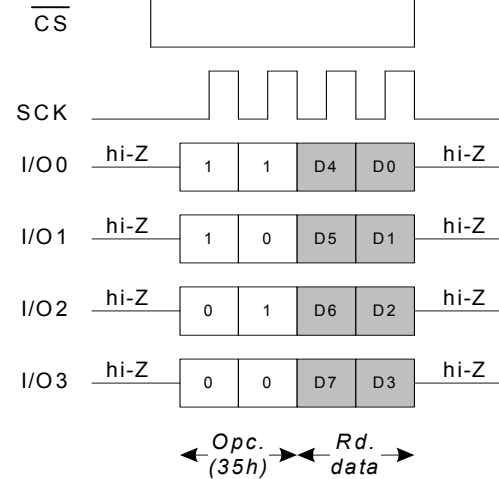 CS
SCK
I/O0 hi-Z 1 1 D4 D0 hi-Z
I/O1 hi-Z 1 0 D5 D1 hi-Z
I/O2 hi-Z 0 1 D6 D2 hi-Z
I/O3 hi-Z 0 0 D7 D3 hi-Z
Opc. Rd.
(35h) data